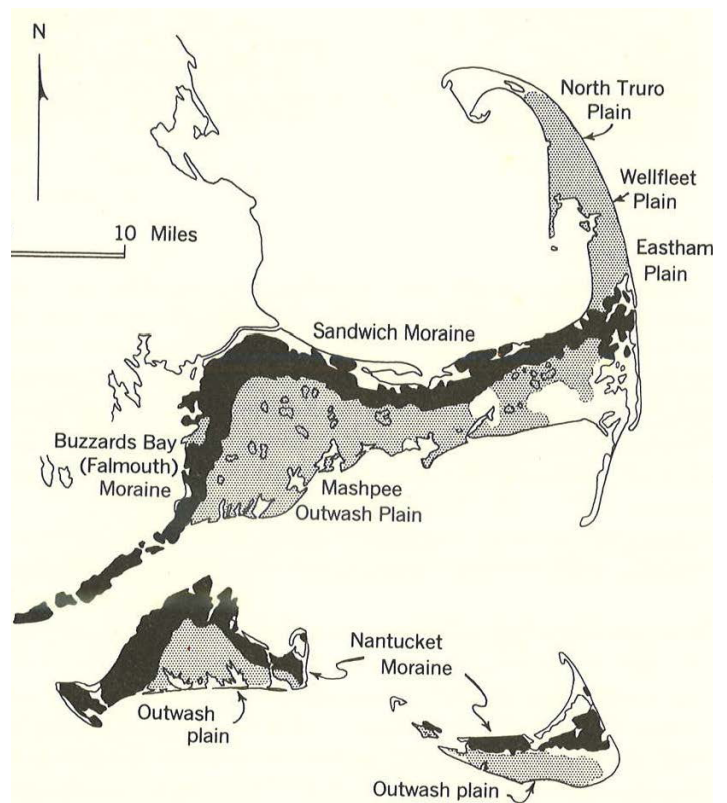 N
North Truro
Plain
Wellfleet
Plain
10 Miles
Eastham
Plain
Sandwich Moraine
Buzzards Bay
(Falmouth)
Moraine
Mashpee
Outwash Plain
Nantucket
Moraine
Outwash
plain
Outwash plain